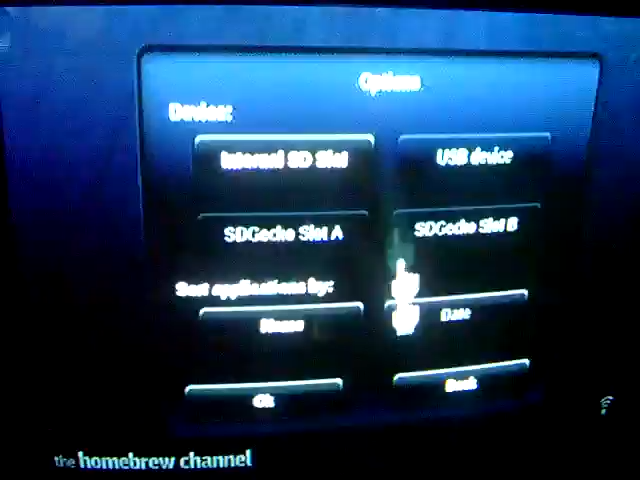 Options
Device:
Internal SD Slot
USB device
SDGecko Slot A
SDGecko Slot B
Sort applications by:
Name
Date
Ok
Back
the homebrew channel